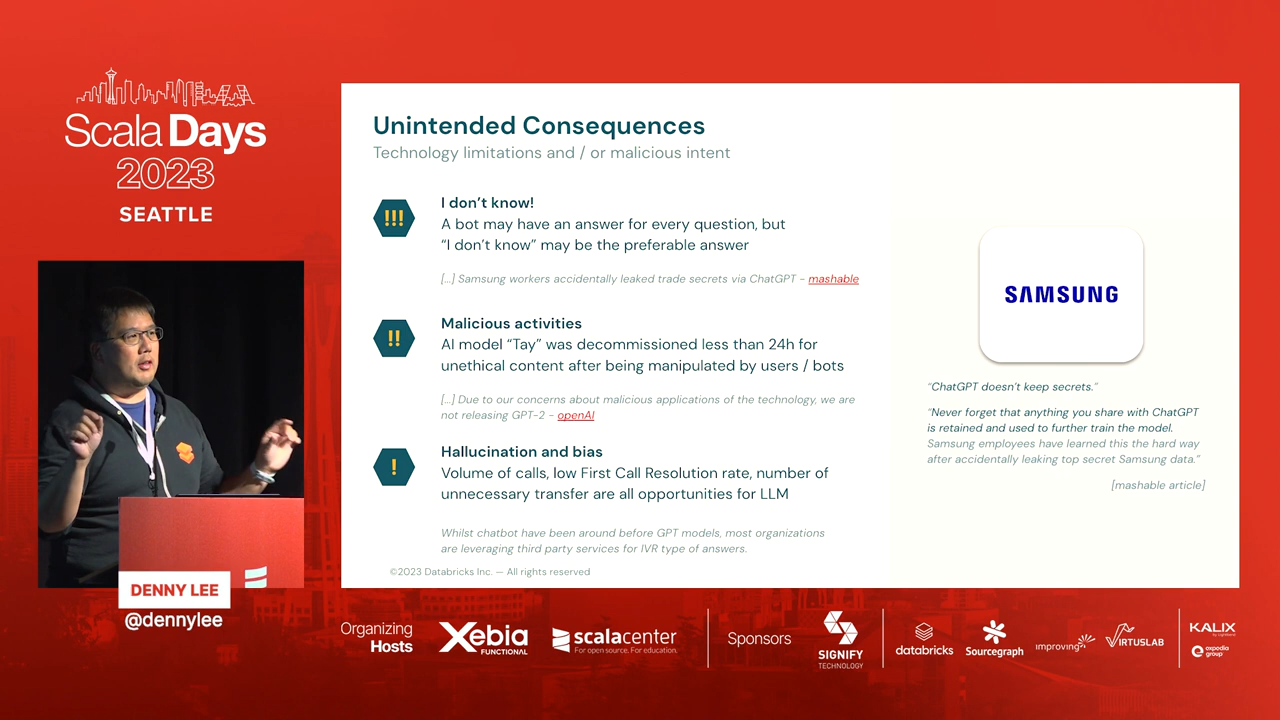 Scala Days
2023
SEATTLE
Unintended Consequences
Technology limitations and / or malicious intent
!!!
I don’t know!
A bot may have an answer for every question, but
“I don’t know” may be the preferable answer
[...] Samsung workers accidentally leaked trade secrets via ChatGPT - mashable
!!
Malicious activities
AI model “Tay” was decommissioned less than 24h for
unethical content after being manipulated by users / bots
[...] Due to our concerns about malicious applications of the technology, we are
not releasing GPT-2 - openAI
!
Hallucination and bias
Volume of calls, low First Call Resolution rate, number of
unnecessary transfer are all opportunities for LLM
Whilst chatbot have been around before GPT models, most organizations
are leveraging third party services for IVR type of answers.
©2023 Databricks Inc. — All rights reserved
SAMSUNG
“ChatGPT doesn’t keep secrets.”
“Never forget that anything you share with ChatGPT
is retained and used to further train the model.
Samsung employees have learned this the hard way
after accidentally leaking top secret Samsung data.”
[mashable article]
DENNY LEE
@dennylee
Organizing
Hosts
Xebia
FUNCTIONAL
scalacenter
For open source. For education.
Sponsors
SIGNIFY
TECHNOLOGY
databricks
Sourcegraph
improving
VIRTUSLAB
KALIX
by Lightbend
expedia
group